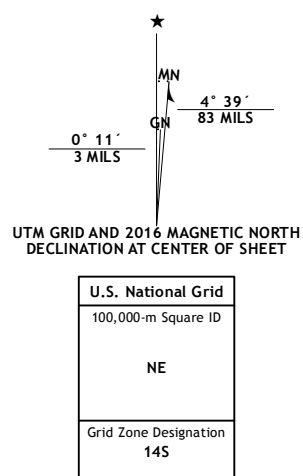 ★
MN
4° 39´
83 MILS
GN
0° 11´
3 MILS
UTM GRID AND 2016 MAGNETIC NORTH
DECLINATION AT CENTER OF SHEET
U.S. National Grid
100,000-m Square ID
NE
Grid Zone Designation
14S